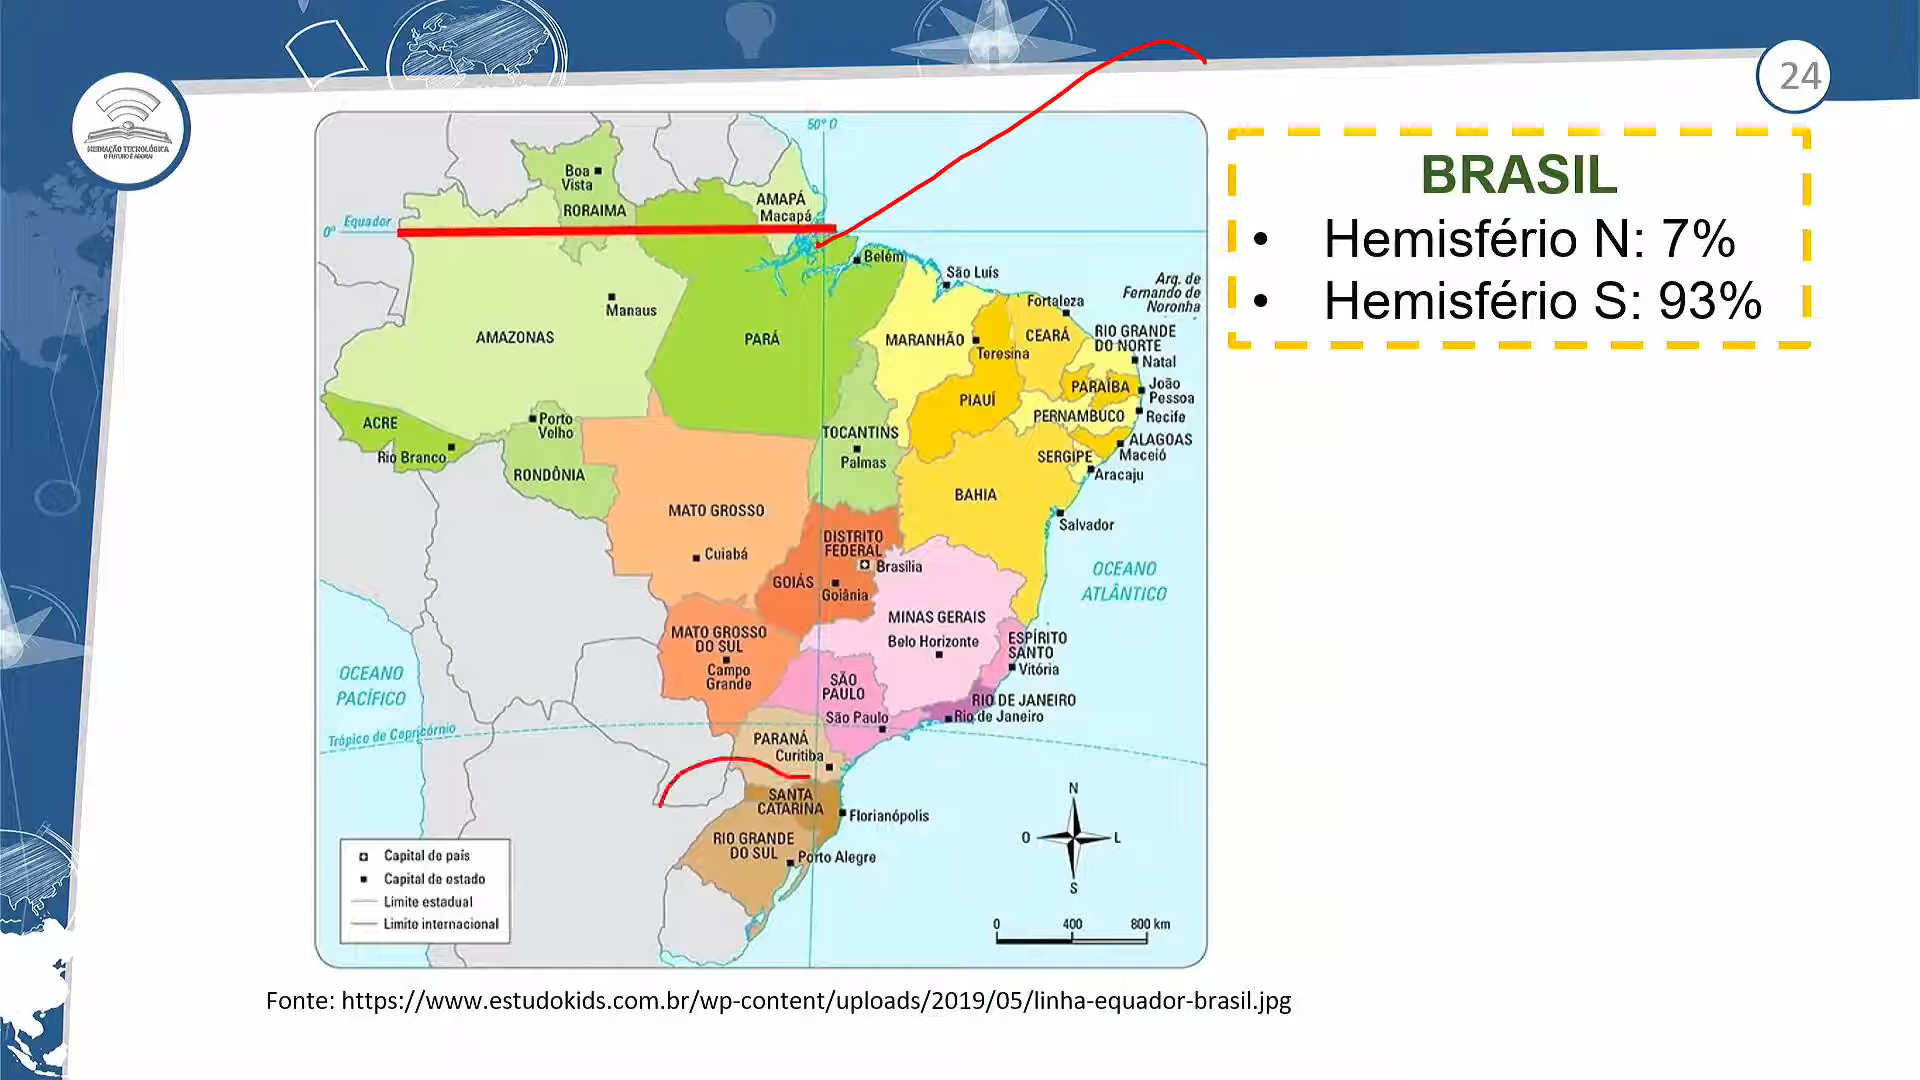 24
MEDIAÇÃO TECNOLÓGICA
O FUTURO É AGORA!
BRASIL
• Hemisfério N: 7%
• Hemisfério S: 93%
50° O
Boa
Vista
RORAIMA
AMAPÁ
Macapá
Equador
0°
Belém
São Luís
Arq. de
Fernando de
Noronha
Manaus
Fortaleza
AMAZONAS
PARÁ
MARANHÃO
Teresina
CEARÁ
RIO GRANDE
DO NORTE
Natal
PARAÍBA
João
Pessoa
PIAUÍ
PERNAMBUCO
Recife
ACRE
Porto
Velho
TOCANTINS
ALAGOAS
Maceió
Rio Branco
Palmas
SERGIPE
Aracaju
RONDÔNIA
BAHIA
MATO GROSSO
Salvador
DISTRITO
FEDERAL
Cuiabá
Brasília
GOIÁS
Goiânia
OCEANO
ATLÂNTICO
MINAS GERAIS
Belo Horizonte
MATO GROSSO
DO SUL
Campo
Grande
ESPÍRITO
SANTO
Vitória
OCEANO
PACÍFICO
SÃO
PAULO
São Paulo
RIO DE JANEIRO
Rio de Janeiro
Trópico de Capricórnio
PARANÁ
Curitiba
SANTA
CATARINA
Florianópolis
RIO GRANDE
DO SUL
Porto Alegre
N
O
L
S
Capital de país
Capital de estado
Limite estadual
Limite internacional
0 400 800 km
Fonte: https://www.estudokids.com.br/wp-content/uploads/2019/05/linha-equador-brasil.jpg